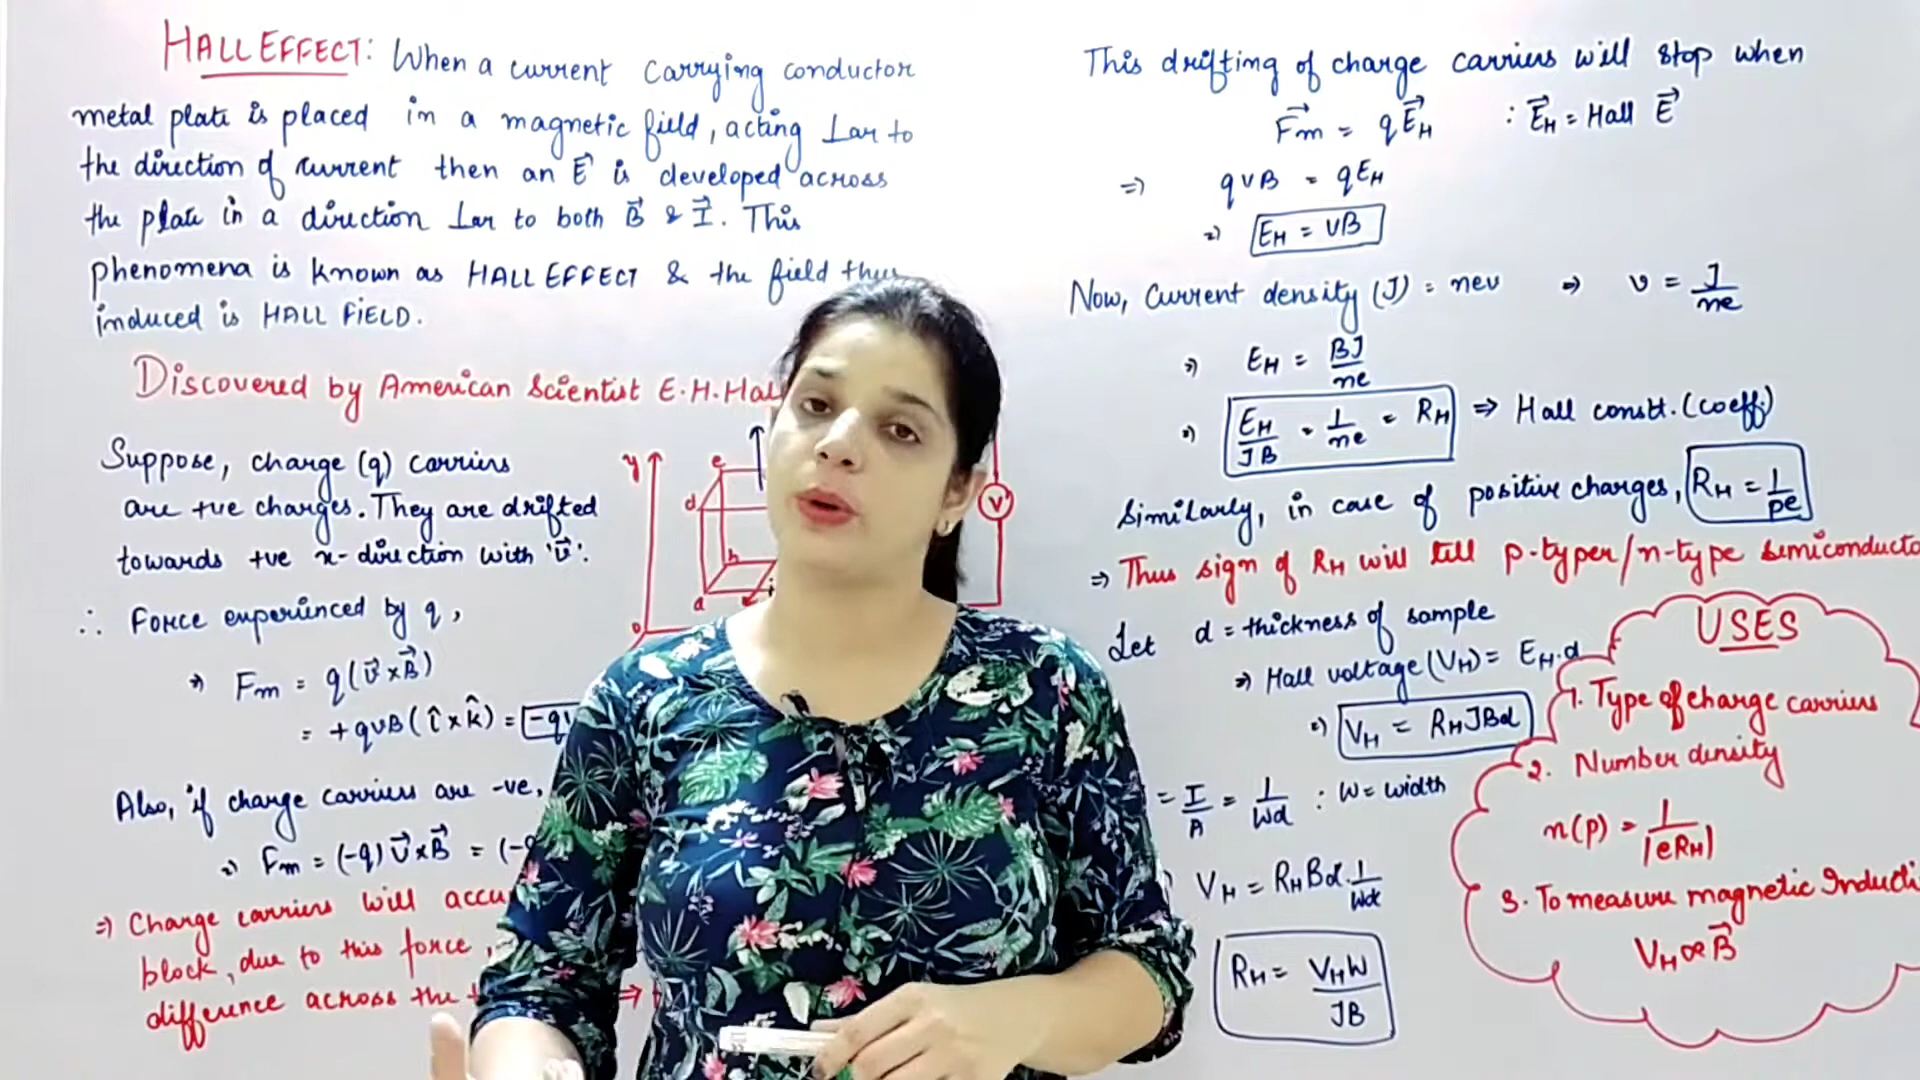 HALL EFFECT: When a current carrying conductor
metal plate is placed in a magnetic field, acting ⊥ar to
the direction of current then an E⃗ is developed across
the plate in a direction ⊥ar to both B⃗ & I⃗. This
phenomena is known as HALL EFFECT & the field thus
induced is HALL FIELD.
Discovered by American Scientist E.H.Hal
Suppose, charge (q) carriers
are +ve charges. They are drifted
towards +ve x-direction with 'v⃗'.
∴ Force experinced by q,
⇒ Fm = q(v⃗×B⃗)
= +qvB(î×k̂) = -qv
Also, if charge carriers are -ve,
⇒ Fm = (-q) v⃗×B⃗ = (-q
⇒ Charge carriers will accu
block, due to this force,
difference across the t
⇒
y
e
d
h
a
o
V
This drifting of charge carriers will stop when
F⃗m = qE⃗H : E⃗H = Hall E⃗
⇒ qvB = qEH
⇒ EH = vB
Now, Current density (J) = nev ⇒ v = J/ne
⇒ EH = BJ/ne
⇒ EH/JB = 1/ne = RH ⇒ Hall constt. (coeff)
Similarly, in case of positive charges, RH = 1/pe
⇒ Thus sign of RH will tell p-typer/n-type semiconducto
Let d = thickness of sample
⇒ Hall voltage (VH) = EH.d
⇒ VH = RHJBd
= I/A = 1/wd : w = width
VH = RHBd.1/wd
RH = VHW/JB
USES
1. Type of charge carriers
2. Number density
n(p) = 1/|eRH|
3. To measure magnetic Inducti
VH ∝ B⃗